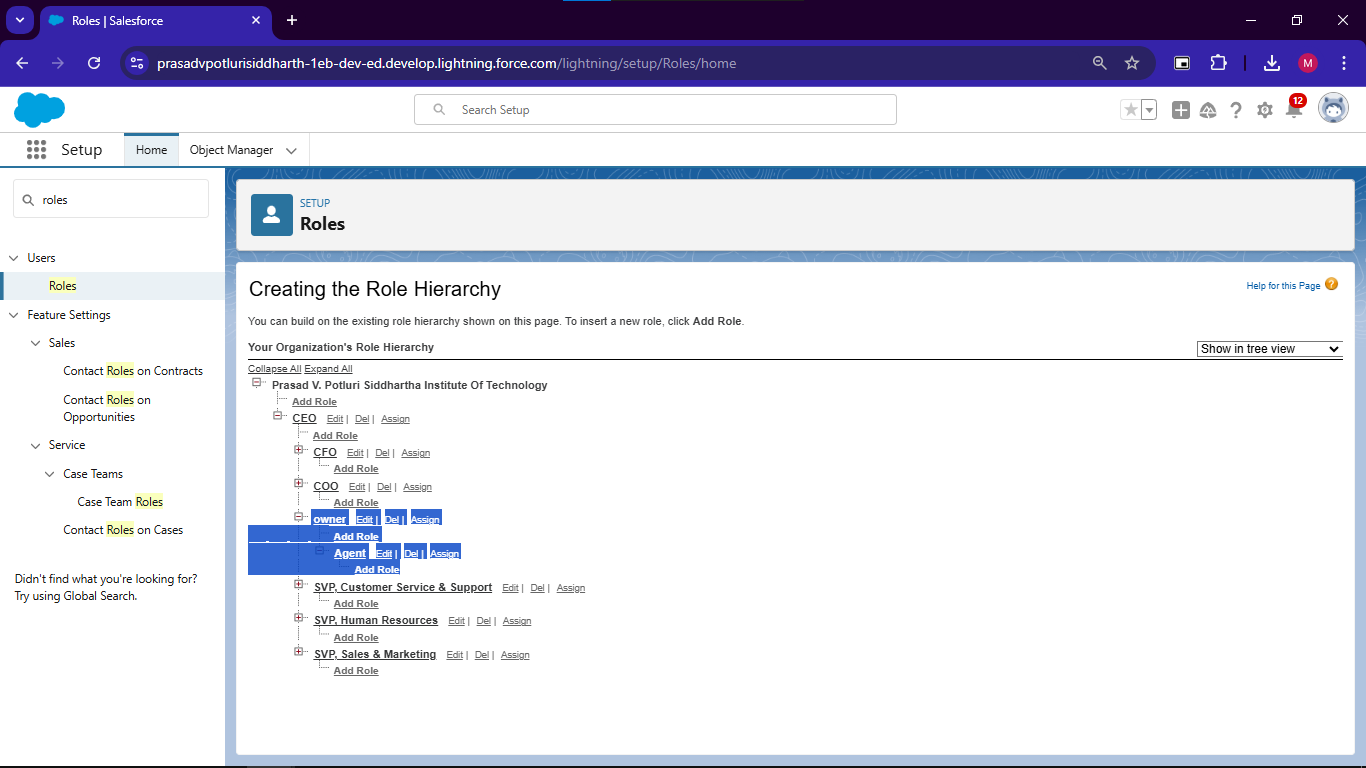 Roles | Salesforce
prasadvpotlurisiddharth-1eb-dev-ed.develop.lightning.force.com/lightning/setup/Roles/home
M
Search Setup
12
Setup
Home
Object Manager
roles
Users
Roles
Feature Settings
Sales
Contact Roles on Contracts
Contact Roles on
Opportunities
Service
Case Teams
Case Team Roles
Contact Roles on Cases
Didn't find what you're looking for?
Try using Global Search.
SETUP
Roles
Creating the Role Hierarchy
Help for this Page ?
You can build on the existing role hierarchy shown on this page. To insert a new role, click Add Role.
Your Organization's Role Hierarchy
Show in tree view
Collapse All Expand All
Prasad V. Potluri Siddhartha Institute Of Technology
Add Role
CEO Edit | Del | Assign
Add Role
CFO Edit | Del | Assign
Add Role
COO Edit | Del | Assign
Add Role
owner Edit | Del | Assign
Add Role
Agent Edit | Del | Assign
Add Role
SVP, Customer Service & Support Edit | Del | Assign
Add Role
SVP, Human Resources Edit | Del | Assign
Add Role
SVP, Sales & Marketing Edit | Del | Assign
Add Role